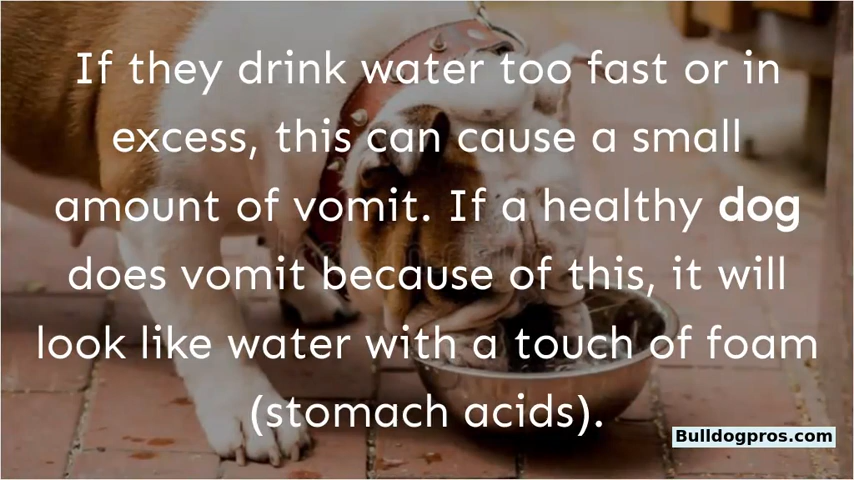 If they drink water too fast or in
excess, this can cause a small
amount of vomit. If a healthy dog
does vomit because of this, it will
look like water with a touch of foam
(stomach acids).
Bulldogpros.com